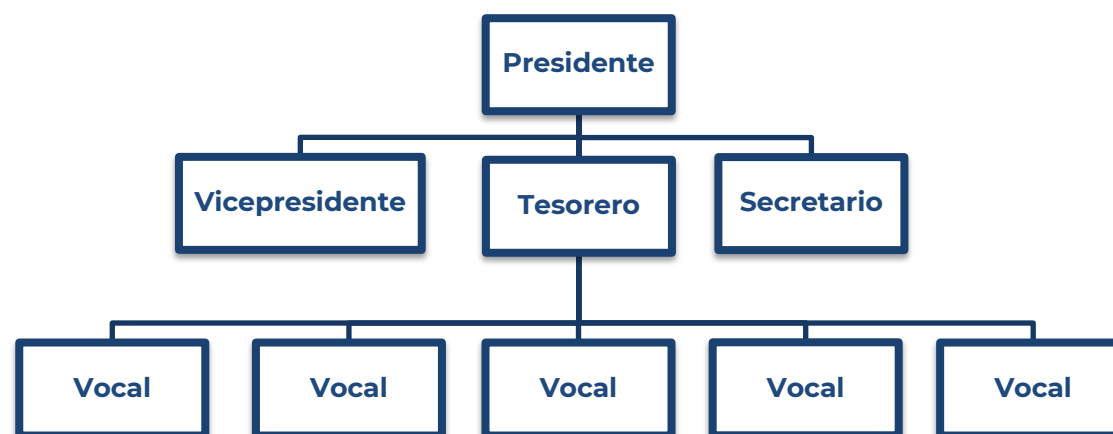 Presidente
Vicepresidente
Tesorero
Secretario
Vocal
Vocal
Vocal
Vocal
Vocal